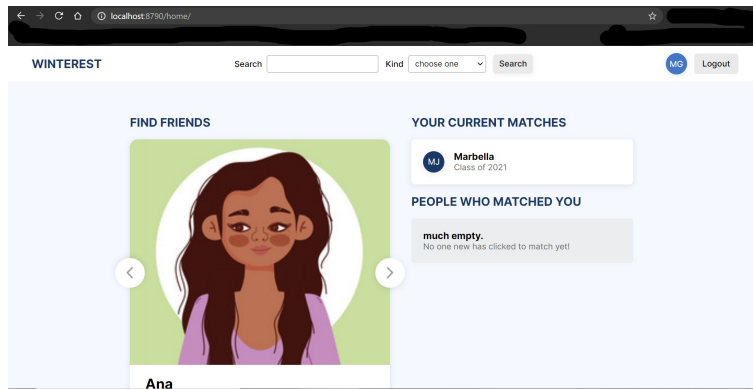 localhost:8790/home/
WINTEREST Search Kind choose one Search MG Logout
FIND FRIENDS
Ana
YOUR CURRENT MATCHES
MJ Marbella
Class of 2021
PEOPLE WHO MATCHED YOU
much empty.
No one new has clicked to match yet!